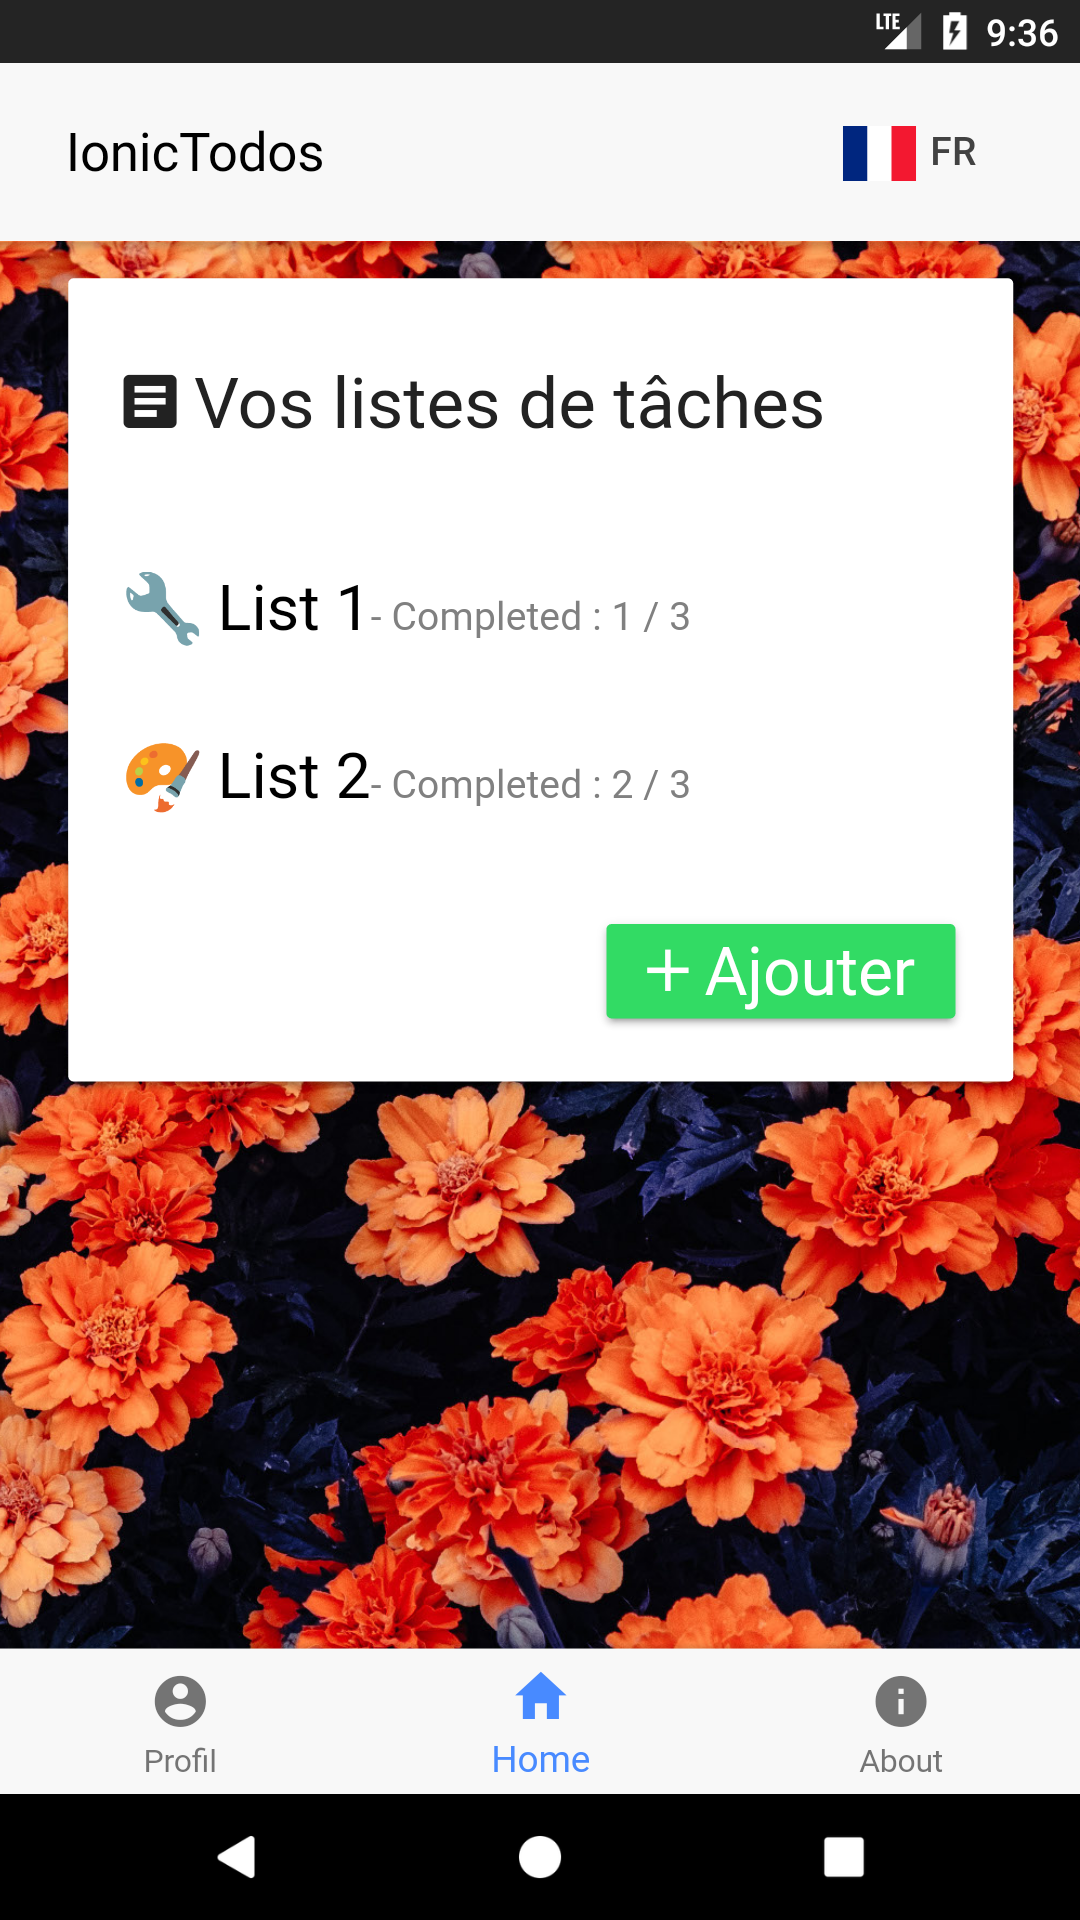 LTE 9:36
IonicTodos FR
Vos listes de tâches
List 1 - Completed : 1 / 3
List 2 - Completed : 2 / 3
+ Ajouter
Profil Home About